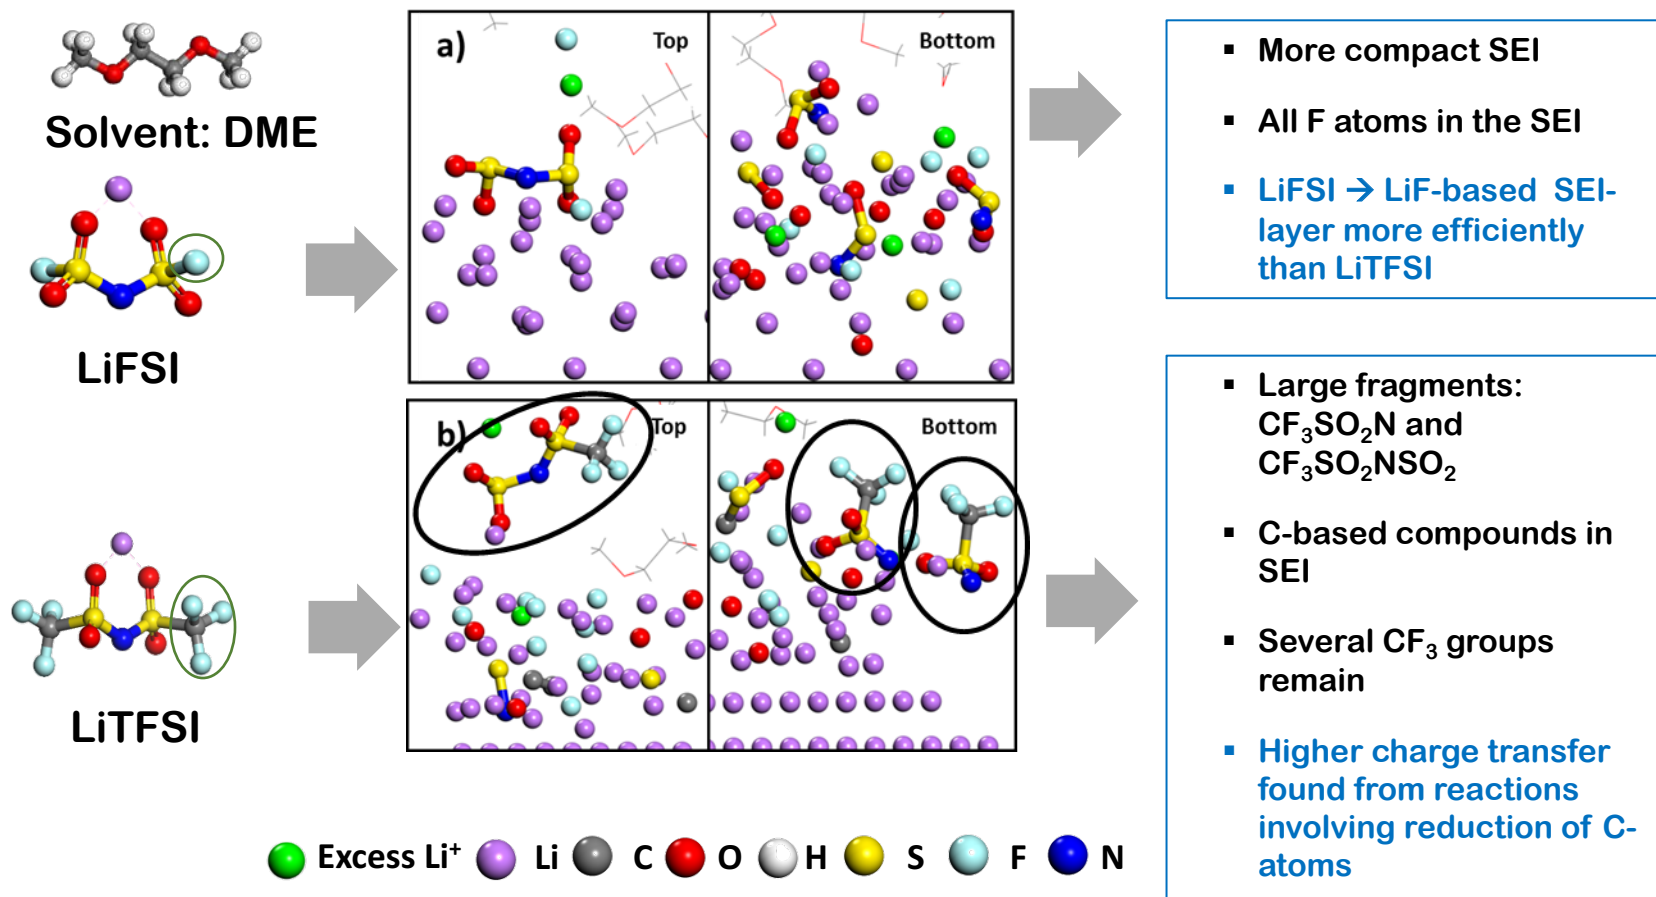 Solvent: DME
LiFSI
LiTFSI
a)
Top
Bottom
b)
Top
Bottom
▪ More compact SEI
▪ All F atoms in the SEI
▪ LiFSI → LiF-based SEI-
layer more efficiently
than LiTFSI
▪ Large fragments:
CF₃SO₂N and
CF₃SO₂NSO₂
▪ C-based compounds in
SEI
▪ Several CF₃ groups
remain
▪ Higher charge transfer
found from reactions
involving reduction of C-
atoms
Excess Li⁺ Li C O H S F N